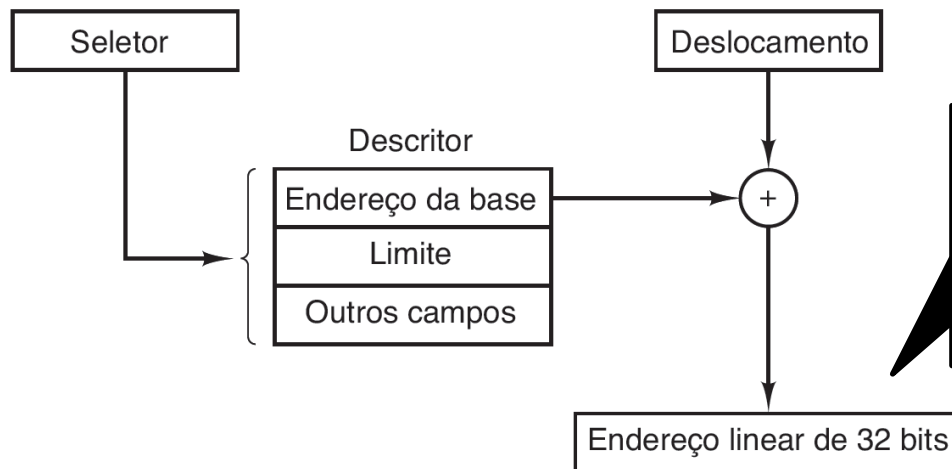 Seletor
Deslocamento
Descritor
Endereço da base
+
Limite
Outros campos
Endereço linear de 32 bits